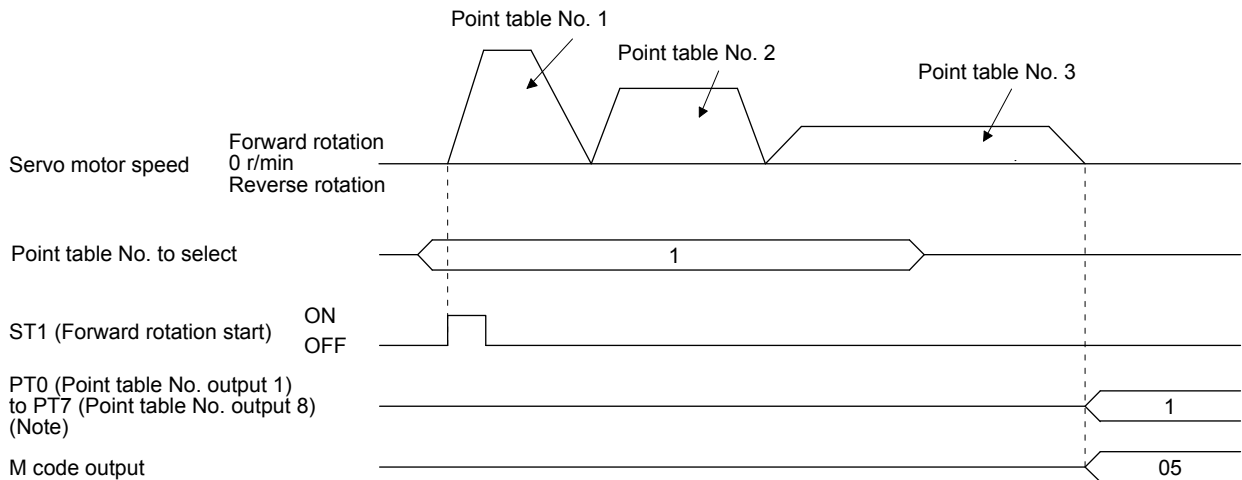 Point table No. 1
Point table No. 2
Point table No. 3
Forward rotation
Servo motor speed 0 r/min
Reverse rotation
Point table No. to select 1
ON
ST1 (Forward rotation start)
OFF
PT0 (Point table No. output 1)
to PT7 (Point table No. output 8) 1
(Note)
M code output 05